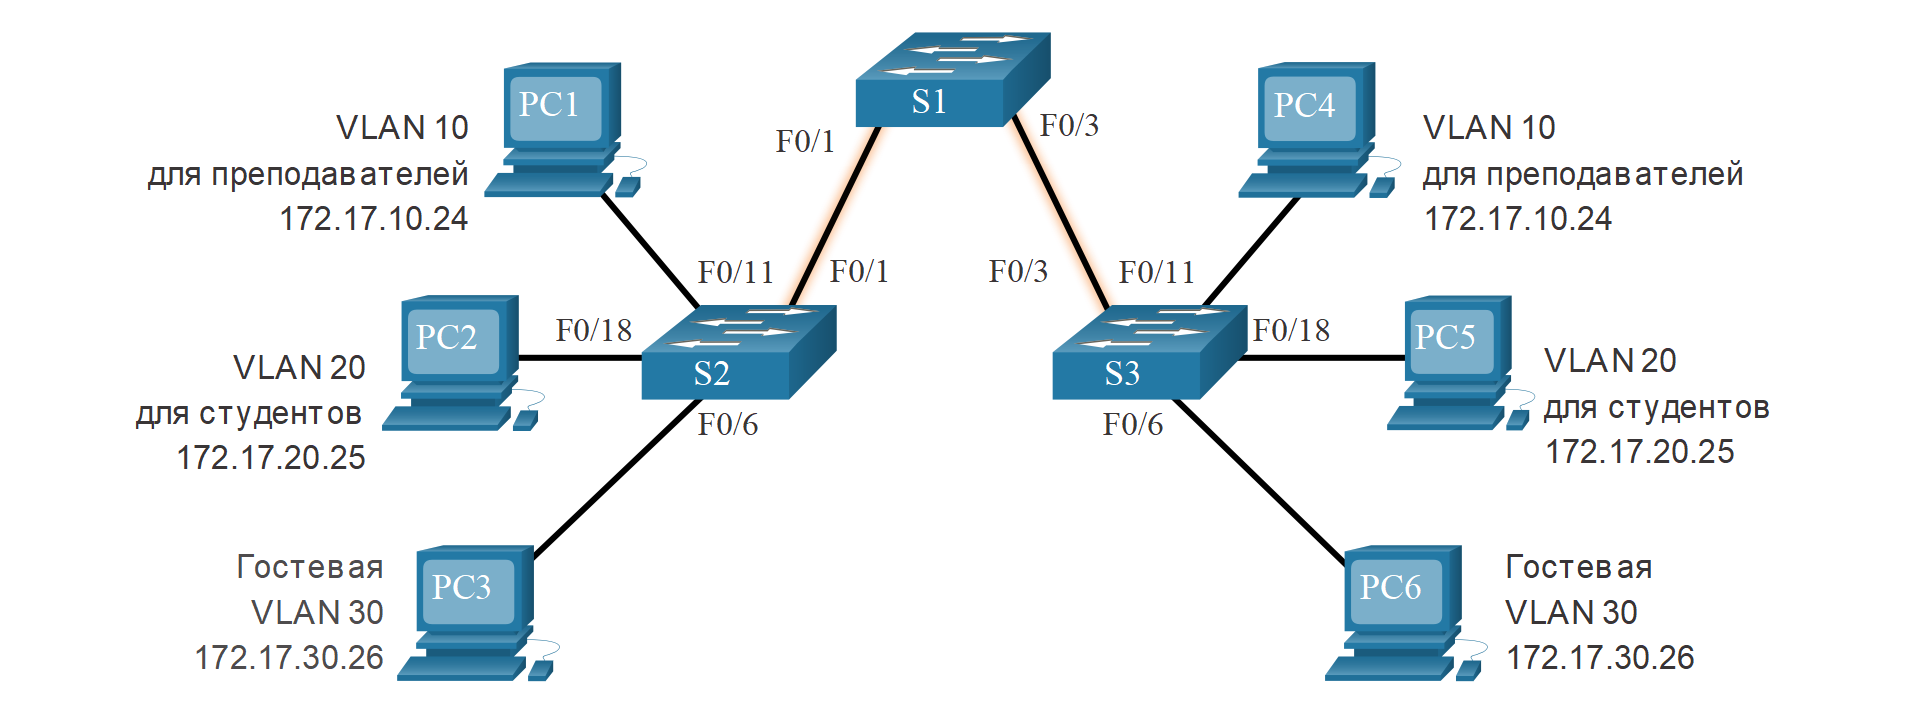 S1
F0/1
F0/3
PC1
VLAN 10
для преподавателей
172.17.10.24
PC4
VLAN 10
для преподавателей
172.17.10.24
F0/11
F0/1
F0/3
F0/11
PC2
VLAN 20
для студентов
172.17.20.25
F0/18
S2
F0/6
S3
F0/18
F0/6
PC5
VLAN 20
для студентов
172.17.20.25
PC3
Гостевая
VLAN 30
172.17.30.26
PC6
Гостевая
VLAN 30
172.17.30.26